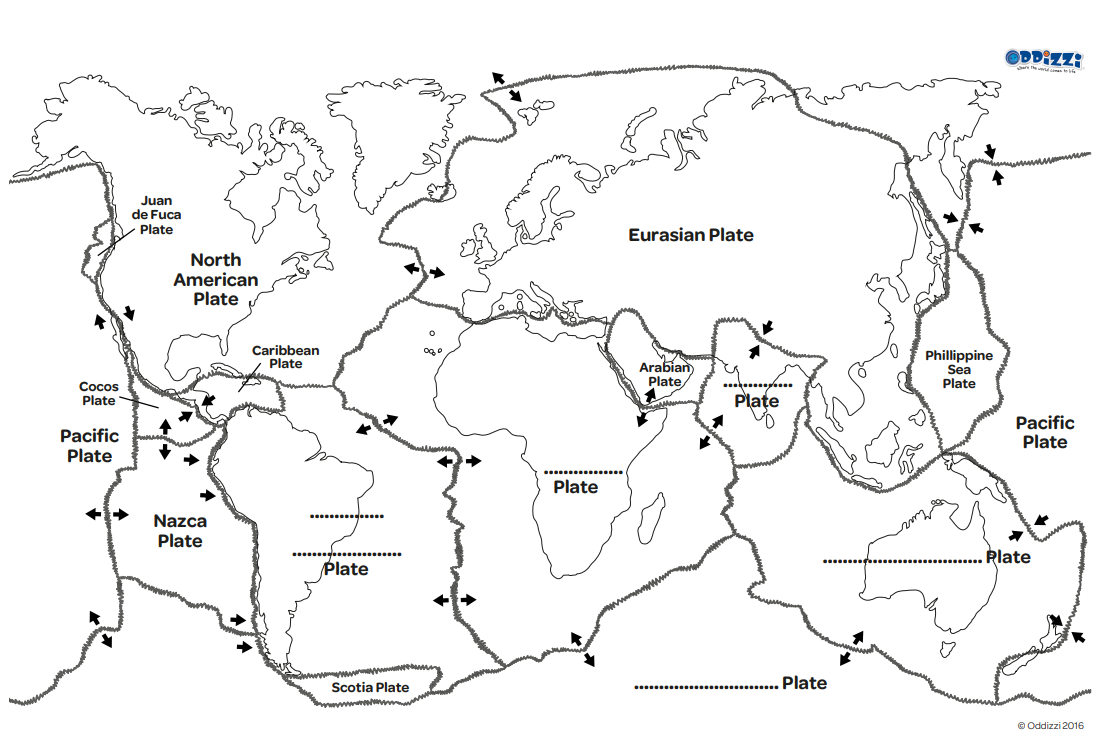 ODDiZZi
where the world comes to life
Juan
de Fuca
Plate
North
American
Plate
Eurasian Plate
Caribbean
Plate
Cocos
Plate
Pacific
Plate
Arabian
Plate
..............
Plate
Phillippine
Sea
Plate
Pacific
Plate
................
Plate
Nazca
Plate
...............
......................
Plate
................................. Plate
Scotia Plate
............................. Plate
© Oddizzi 2016